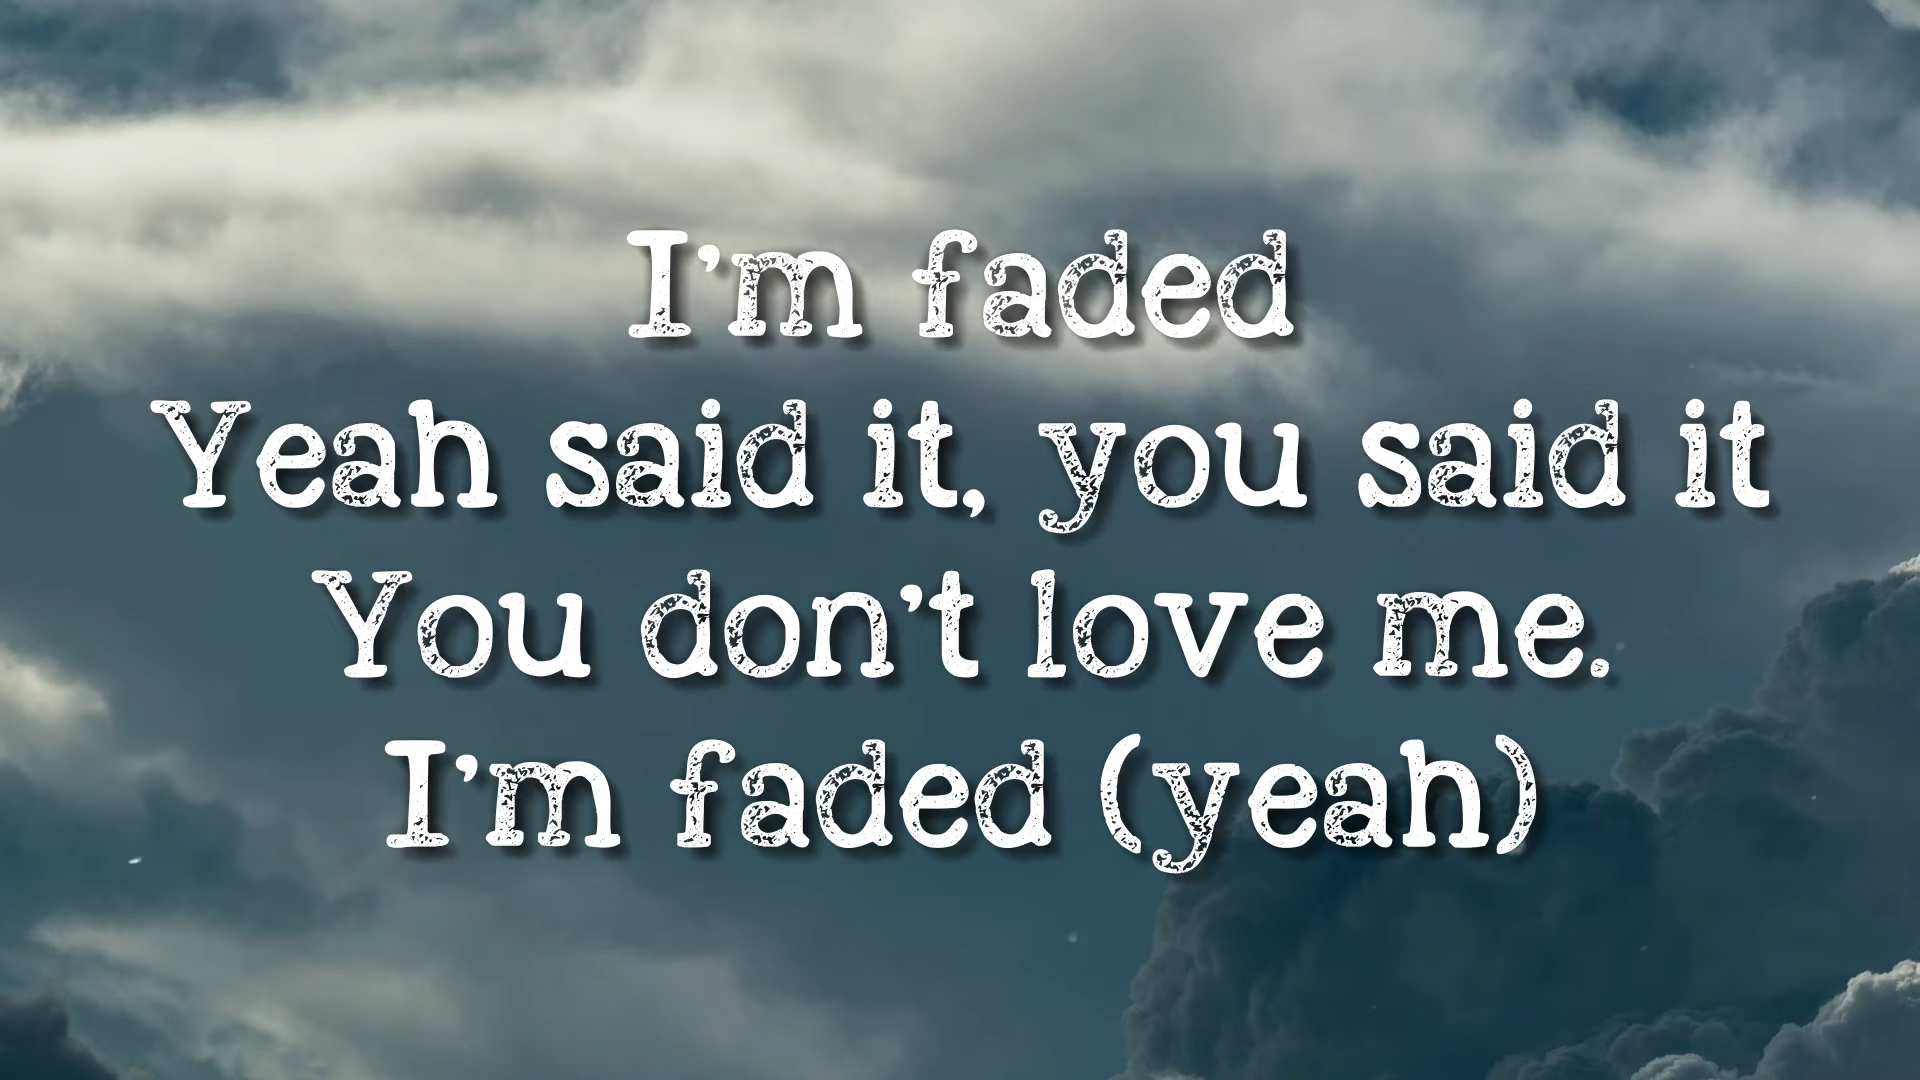 I'm faded
Yeah said it, you said it
You don't love me.
I'm faded (yeah)